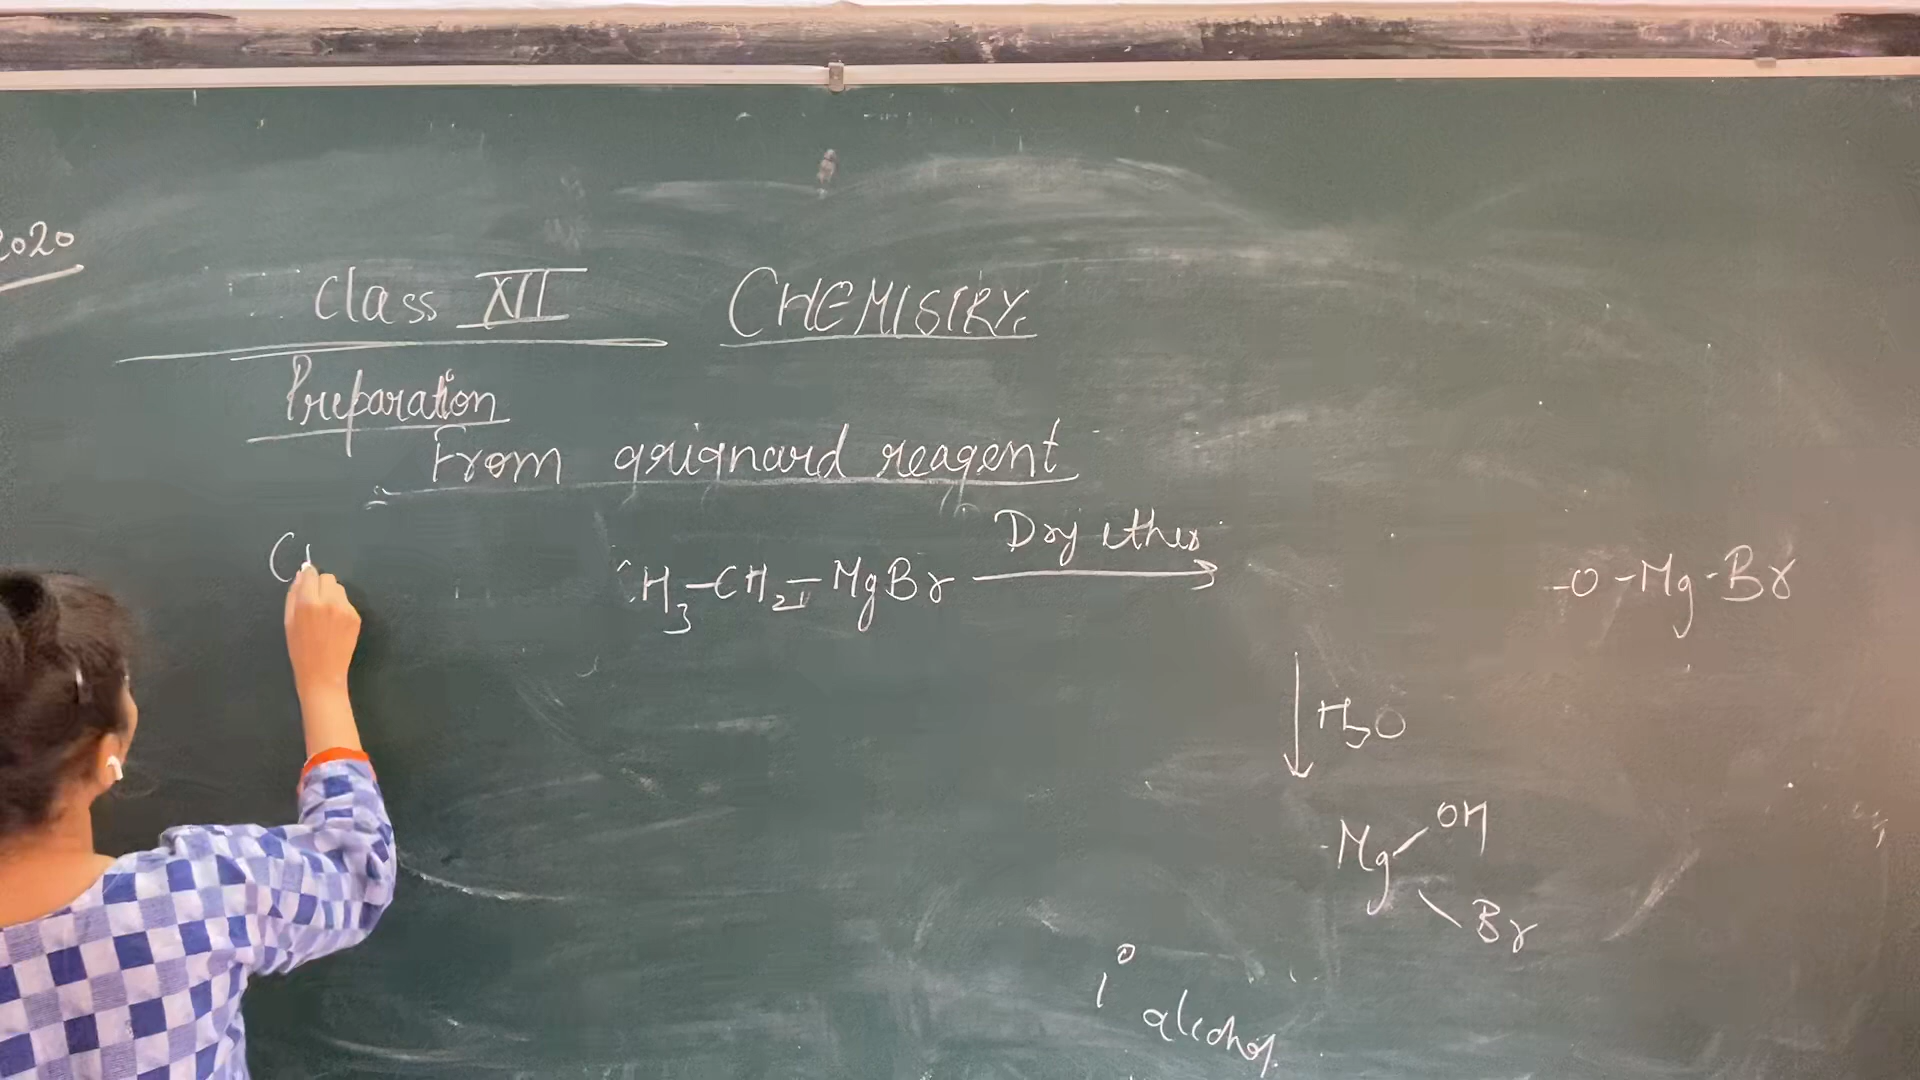 2020
Class XII CHEMISTRY
Preparation
From grignard reagent
C
CH3-CH2-MgBr
Dry ether
-O-Mg-Br
H3O
Mg
OH
Br
1° alcohol